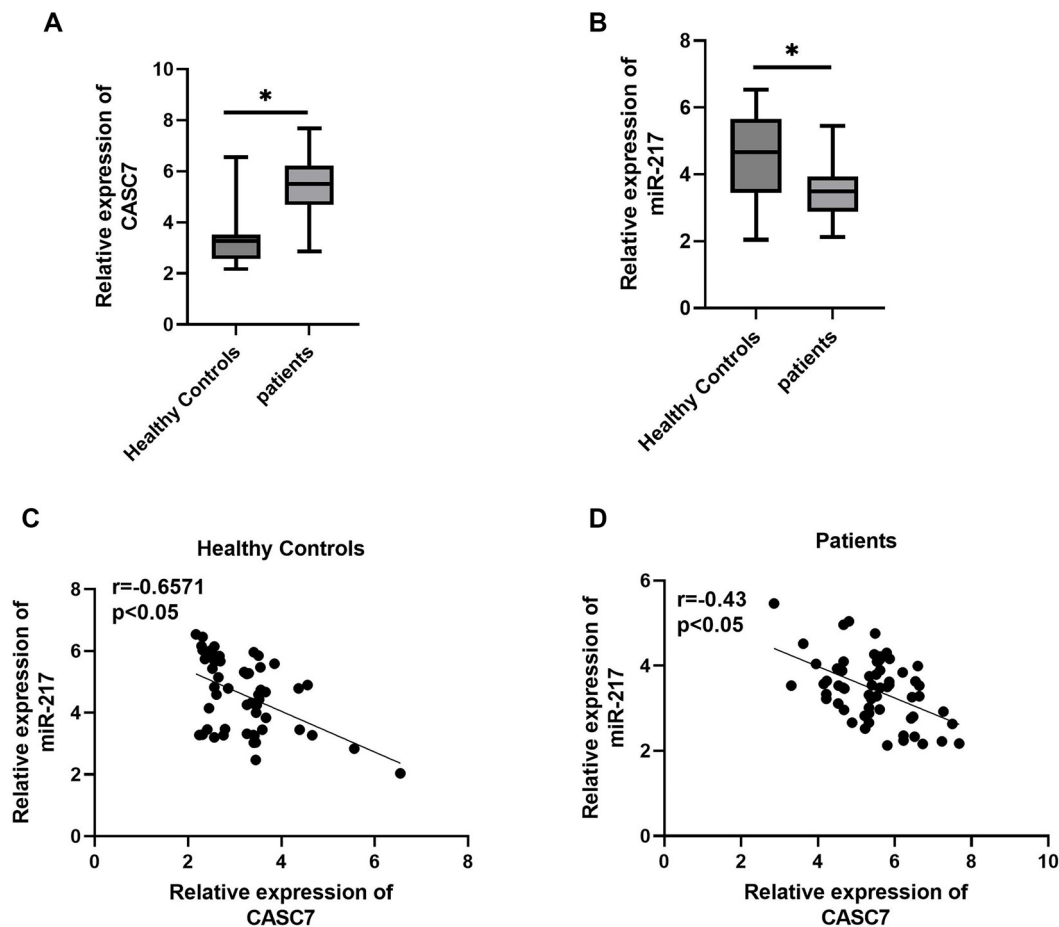 A
Relative expression of
CASC7
10
8
6
4
2
0
*
Healthy Controls
patients
B
Relative expression of
miR-217
8
6
4
2
0
*
Healthy Controls
patients
C
Healthy Controls
r=-0.6571
p<0.05
Relative expression of
miR-217
8
6
4
2
0
0 2 4 6 8
Relative expression of
CASC7
D
Patients
r=-0.43
p<0.05
Relative expression of
miR-217
6
4
2
0
0 2 4 6 8 10
Relative expression of
CASC7